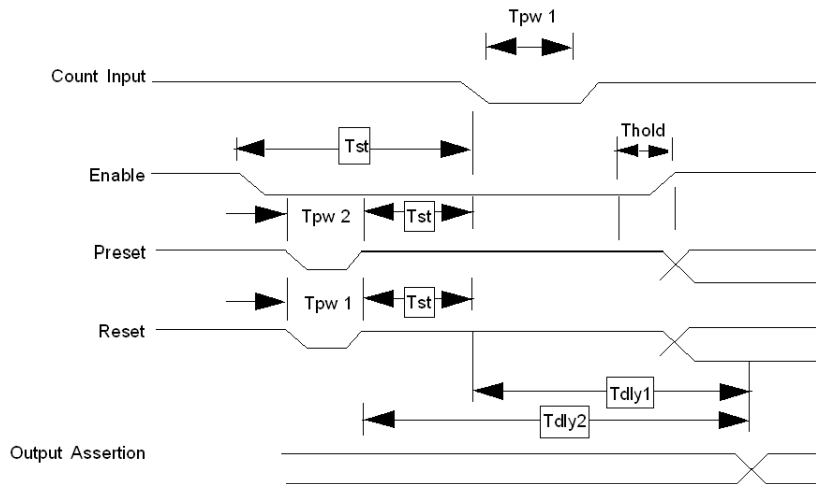 Tpw 1
Count Input
Thold
Tst
Enable
Tpw 2
Tst
Preset
Tpw 1
Tst
Reset
Tdly1
Tdly2
Output Assertion